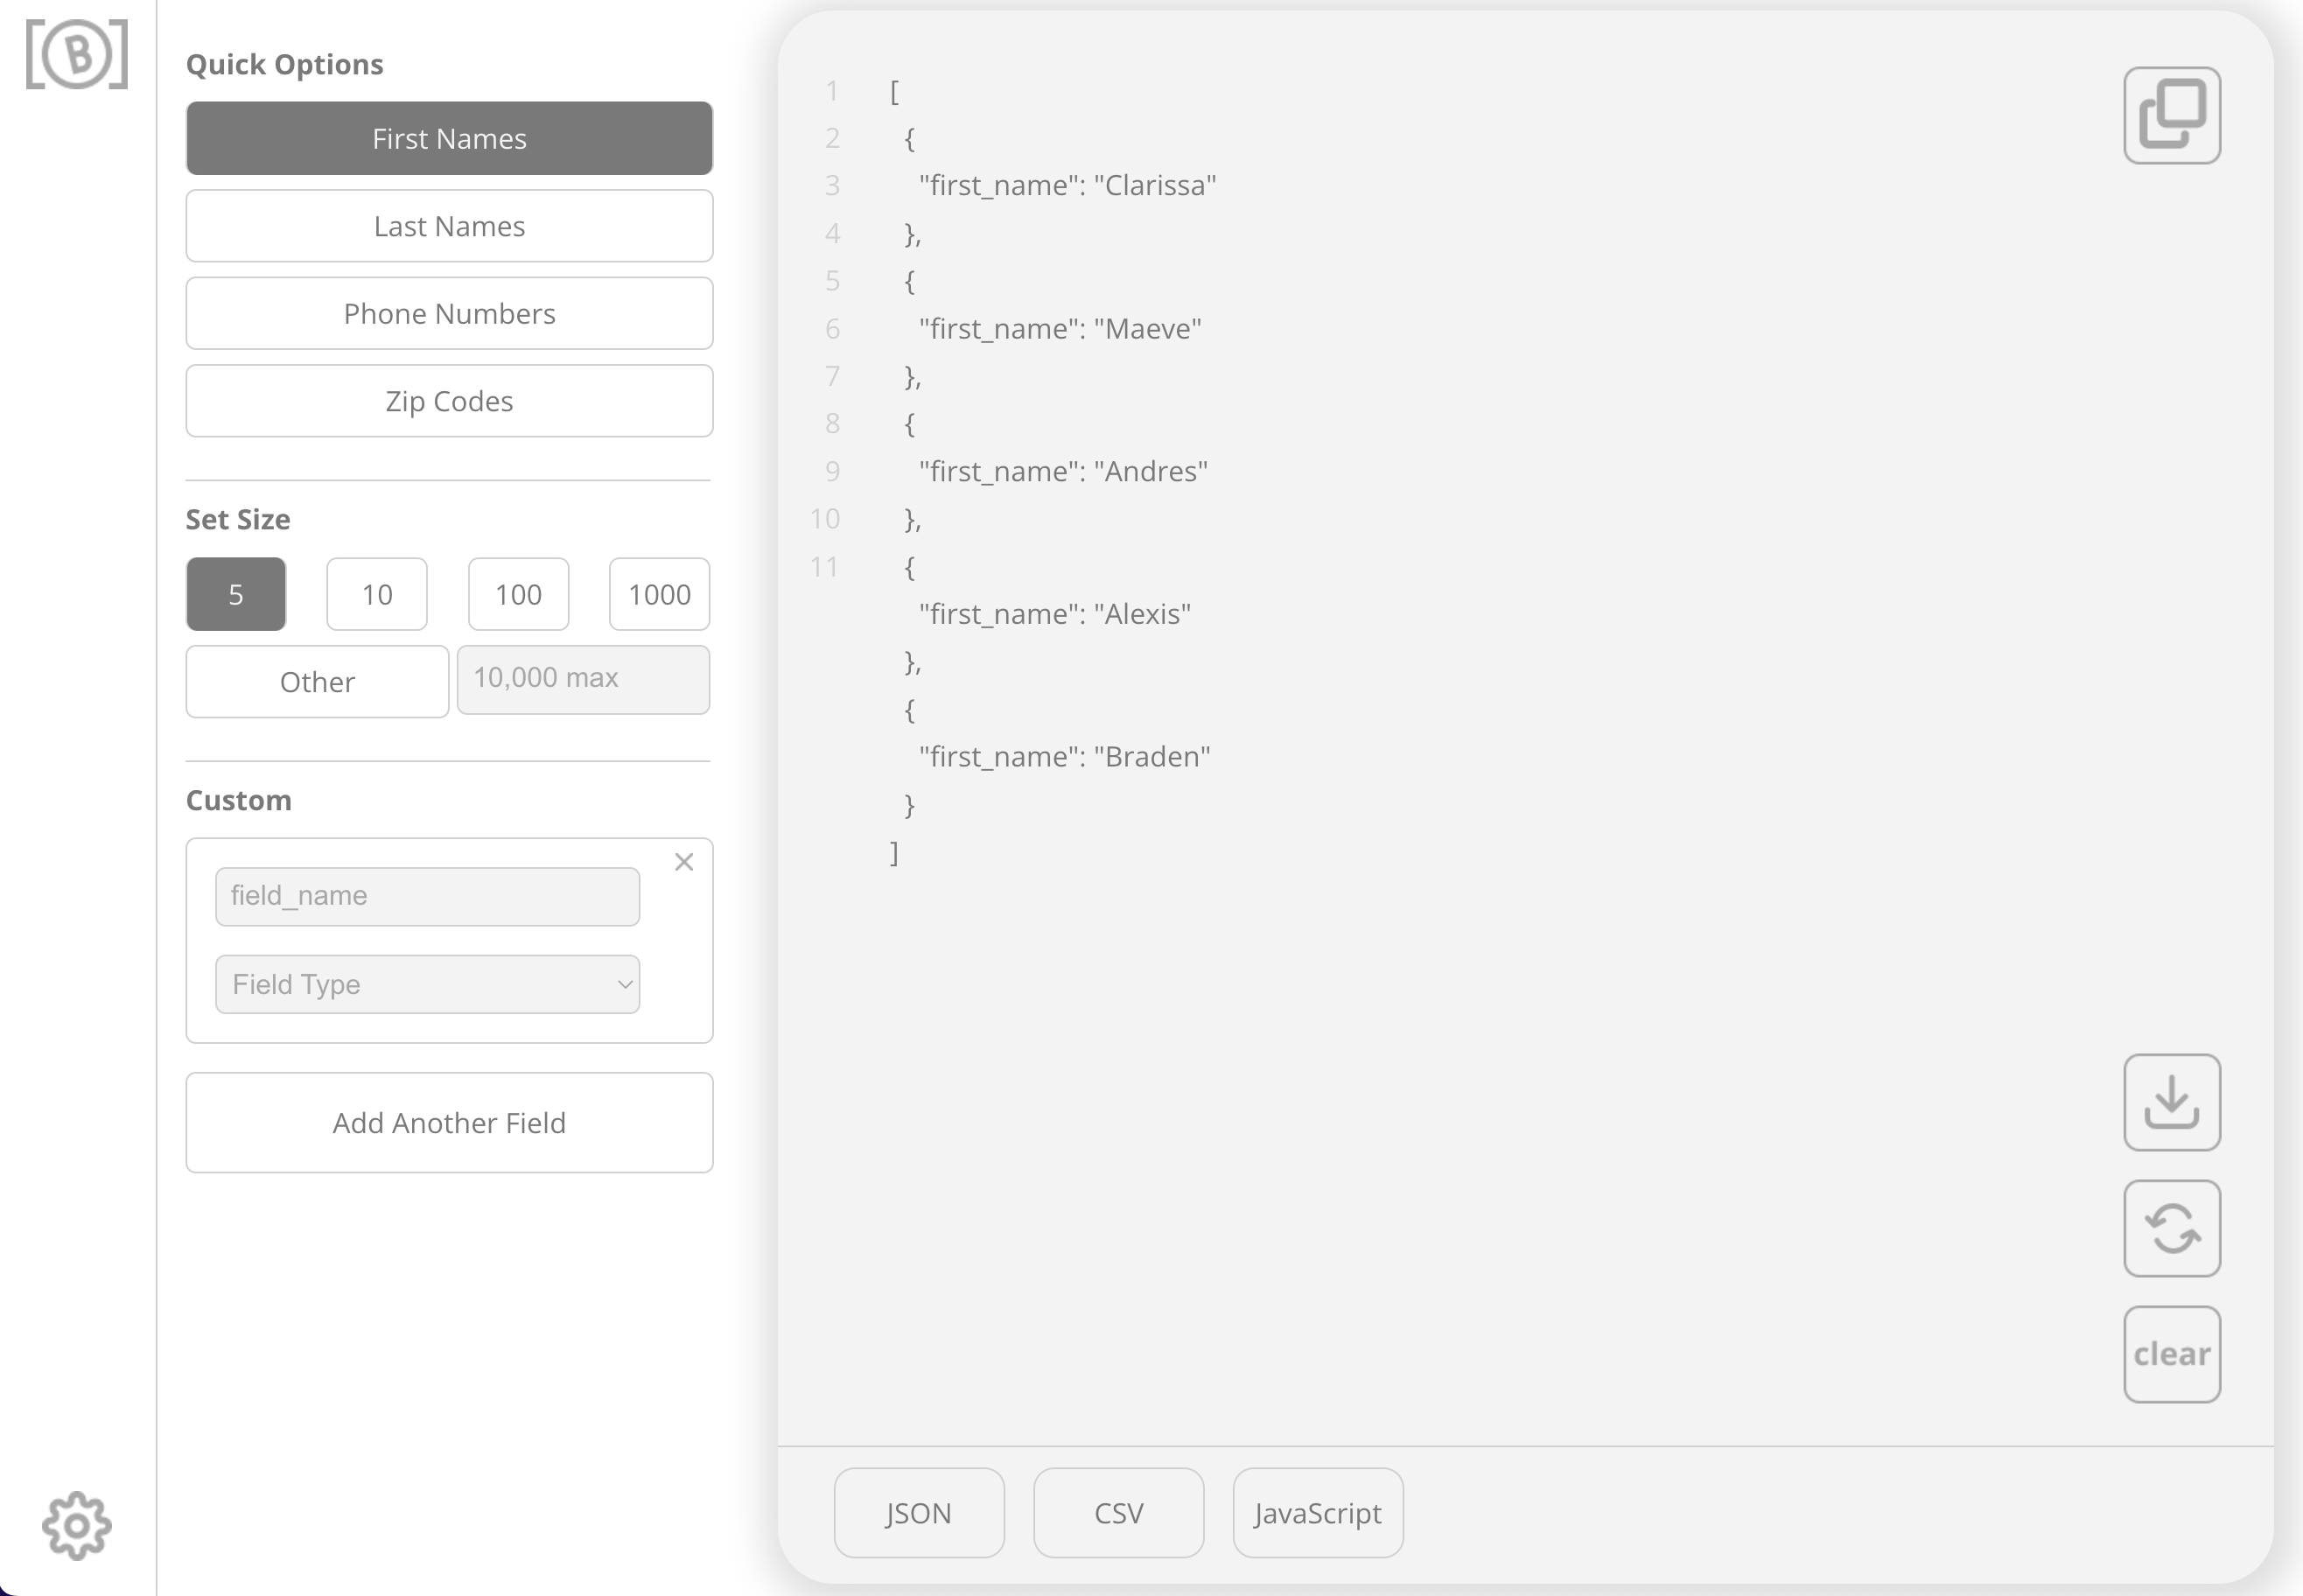 B
Quick Options
First Names
Last Names
Phone Numbers
Zip Codes
Set Size
5 10 100 1000
Other 10,000 max
Custom
field_name
Field Type
Add Another Field
1 [
2 {
3 "first_name": "Clarissa"
4 },
5 {
6 "first_name": "Maeve"
7 },
8 {
9 "first_name": "Andres"
10 },
11 {
"first_name": "Alexis"
},
{
"first_name": "Braden"
}
]
clear
JSON CSV JavaScript